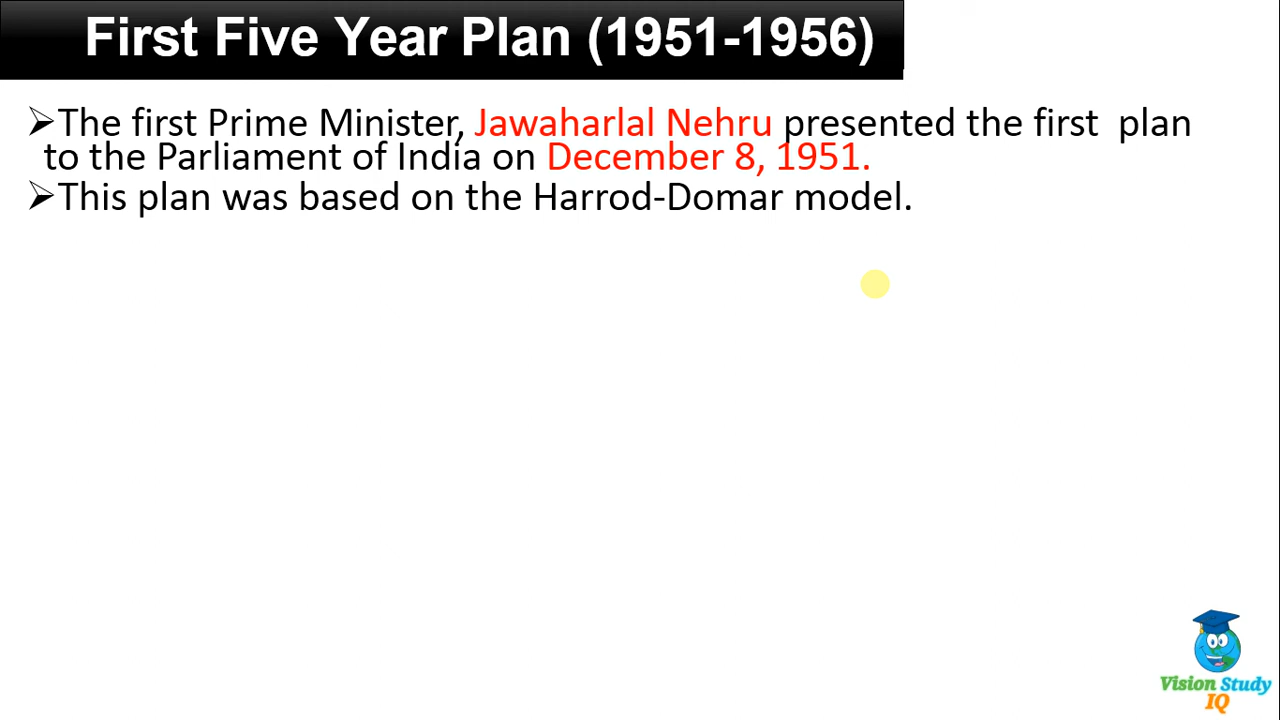 First Five Year Plan (1951-1956)
➢The first Prime Minister, Jawaharlal Nehru presented the first plan
to the Parliament of India on December 8, 1951.
➢This plan was based on the Harrod-Domar model.
Vision Study
IQ